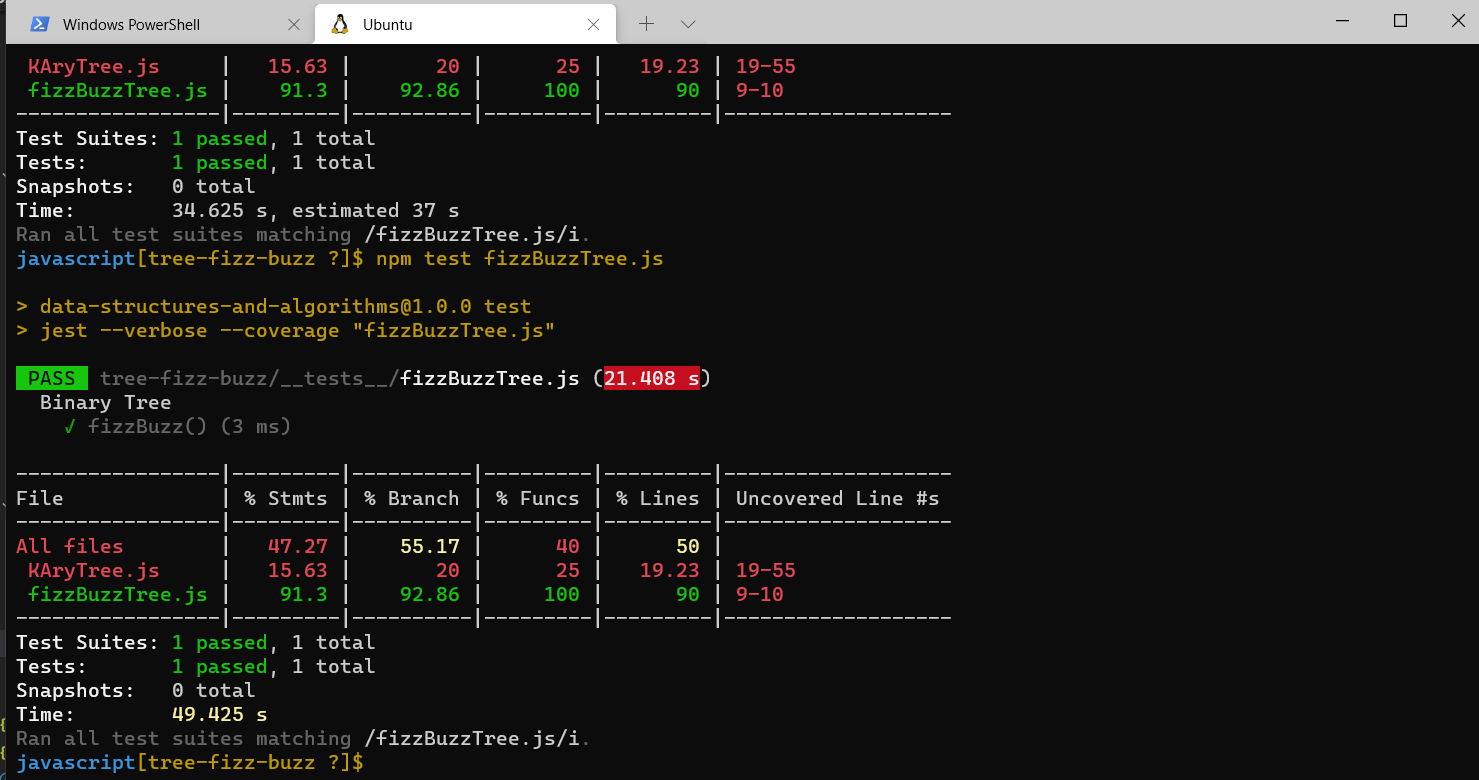 Windows PowerShell
Ubuntu
KAryTree.js | 15.63 | 20 | 25 | 19.23 | 19-55
fizzBuzzTree.js | 91.3 | 92.86 | 100 | 90 | 9-10
-----------------|---------|----------|---------|---------|-------------------
Test Suites: 1 passed, 1 total
Tests: 1 passed, 1 total
Snapshots: 0 total
Time: 34.625 s, estimated 37 s
Ran all test suites matching /fizzBuzzTree.js/i.
javascript[tree-fizz-buzz ?]$ npm test fizzBuzzTree.js
> data-structures-and-algorithms@1.0.0 test
> jest --verbose --coverage "fizzBuzzTree.js"
PASS tree-fizz-buzz/__tests__/fizzBuzzTree.js (21.408 s)
Binary Tree
√ fizzBuzz() (3 ms)
-----------------|---------|----------|---------|---------|-------------------
File | % Stmts | % Branch | % Funcs | % Lines | Uncovered Line #s
-----------------|---------|----------|---------|---------|-------------------
All files | 47.27 | 55.17 | 40 | 50 |
KAryTree.js | 15.63 | 20 | 25 | 19.23 | 19-55
fizzBuzzTree.js | 91.3 | 92.86 | 100 | 90 | 9-10
-----------------|---------|----------|---------|---------|-------------------
Test Suites: 1 passed, 1 total
Tests: 1 passed, 1 total
Snapshots: 0 total
Time: 49.425 s
Ran all test suites matching /fizzBuzzTree.js/i.
javascript[tree-fizz-buzz ?]$